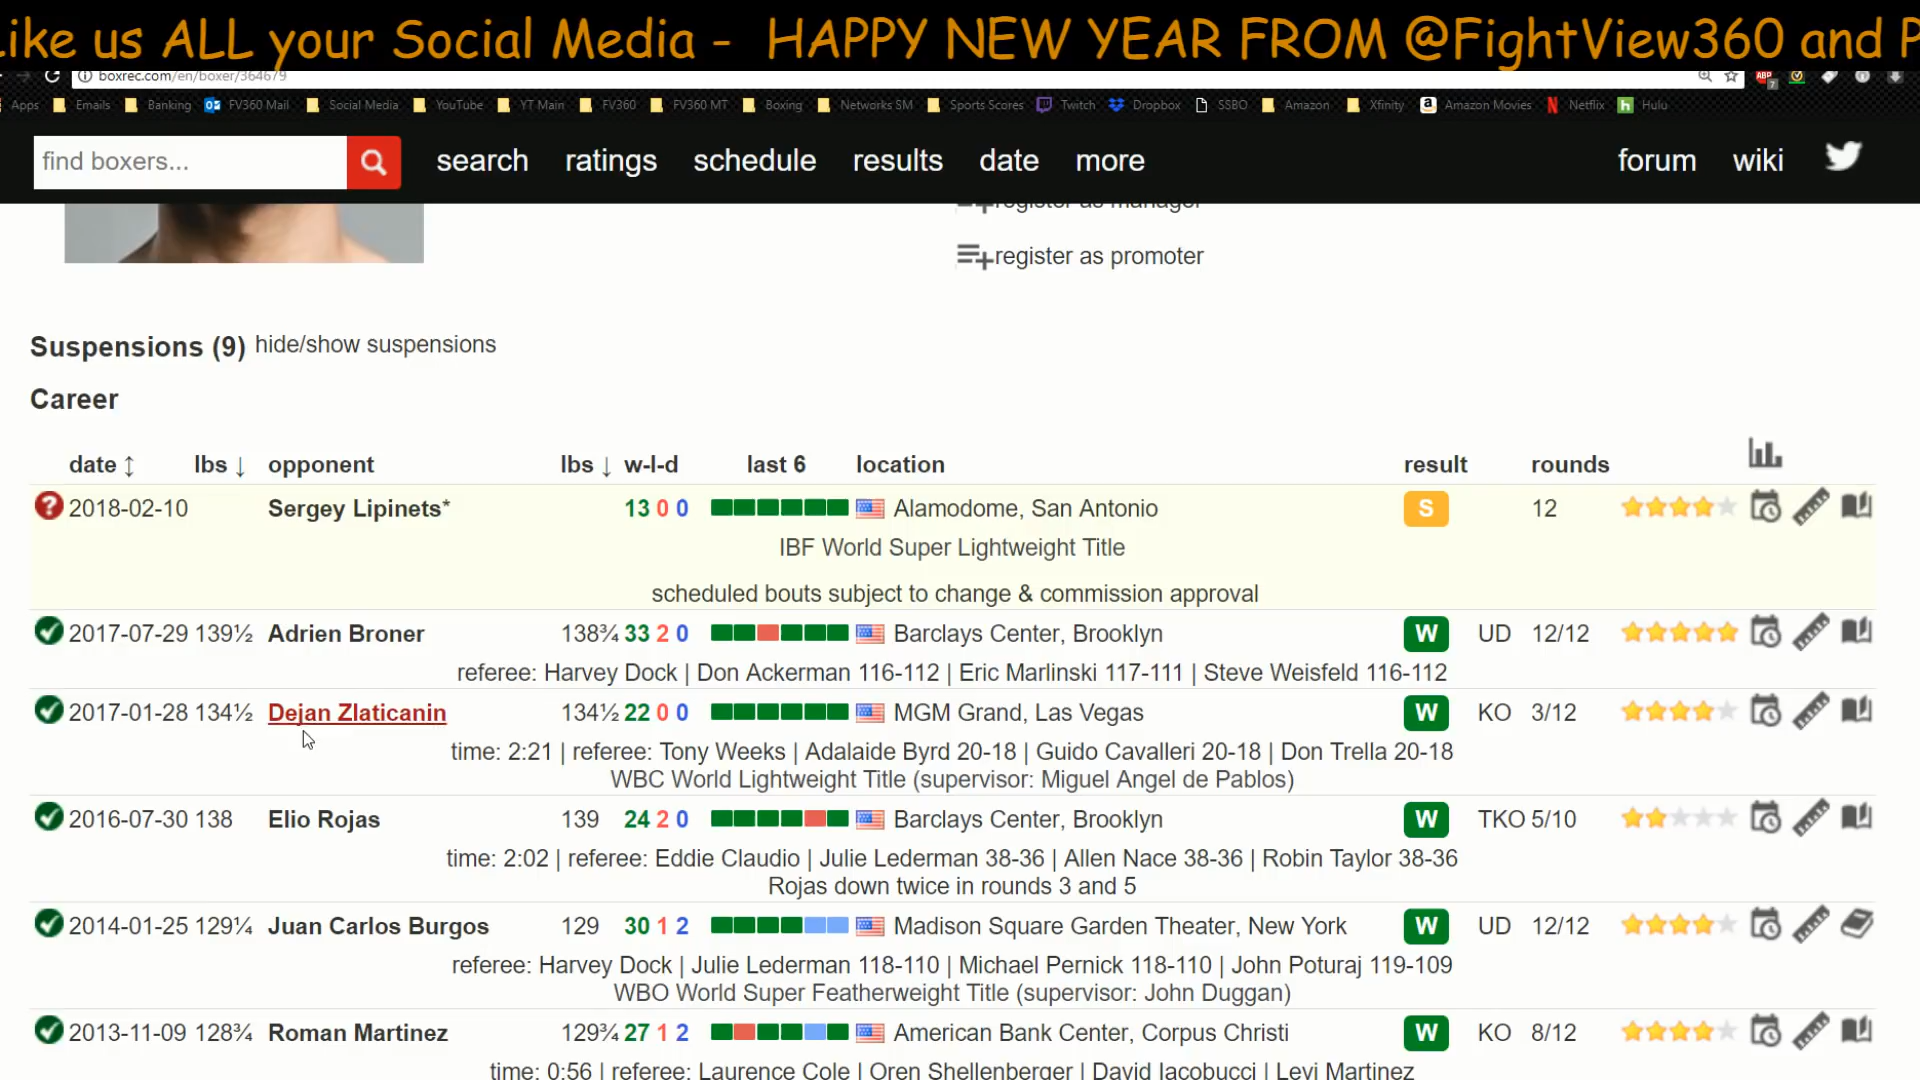 Like us ALL your Social Media - HAPPY NEW YEAR FROM @FightView360 and P
boxrec.com/en/boxer/364679
Apps Emails Banking FV360 Mail Social Media YouTube YT Main FV360 FV360 MT Boxing Networks SM Sports Scores Twitch Dropbox SSBO Amazon Xfinity Amazon Movies Netflix Hulu
find boxers... search ratings schedule results date more forum wiki
register as manager
register as promoter
Suspensions (9) hide/show suspensions
Career
date lbs opponent lbs w-l-d last 6 location result rounds
2018-02-10 Sergey Lipinets* 13 0 0 Alamodome, San Antonio S 12
IBF World Super Lightweight Title
scheduled bouts subject to change & commission approval
2017-07-29 139½ Adrien Broner 138¾ 33 2 0 Barclays Center, Brooklyn W UD 12/12
referee: Harvey Dock | Don Ackerman 116-112 | Eric Marlinski 117-111 | Steve Weisfeld 116-112
2017-01-28 134½ Dejan Zlaticanin 134½ 22 0 0 MGM Grand, Las Vegas W KO 3/12
time: 2:21 | referee: Tony Weeks | Adalaide Byrd 20-18 | Guido Cavalleri 20-18 | Don Trella 20-18
WBC World Lightweight Title (supervisor: Miguel Angel de Pablos)
2016-07-30 138 Elio Rojas 139 24 2 0 Barclays Center, Brooklyn W TKO 5/10
time: 2:02 | referee: Eddie Claudio | Julie Lederman 38-36 | Allen Nace 38-36 | Robin Taylor 38-36
Rojas down twice in rounds 3 and 5
2014-01-25 129¼ Juan Carlos Burgos 129 30 1 2 Madison Square Garden Theater, New York W UD 12/12
referee: Harvey Dock | Julie Lederman 118-110 | Michael Pernick 118-110 | John Poturaj 119-109
WBO World Super Featherweight Title (supervisor: John Duggan)
2013-11-09 128¾ Roman Martinez 129¾ 27 1 2 American Bank Center, Corpus Christi W KO 8/12
time: 0:56 | referee: Laurence Cole | Oren Shellenberger | David Iacobucci | Levi Martinez